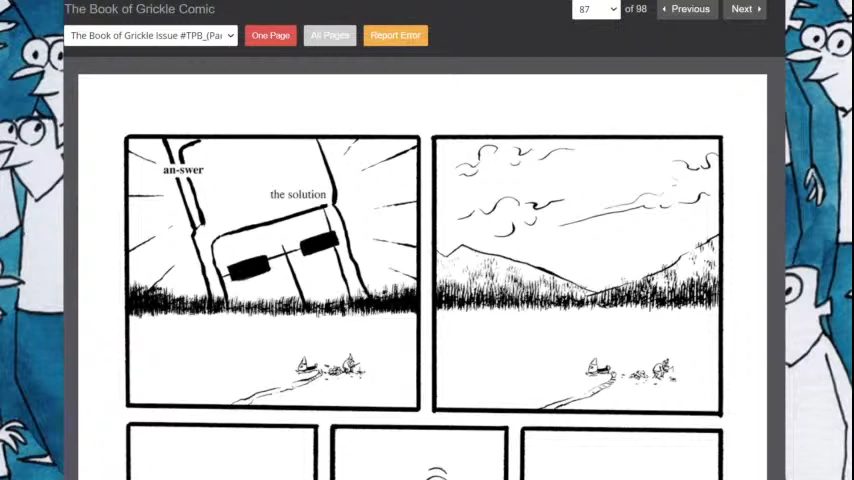 The Book of Grickle Comic
87 of 98 Previous Next
The Book of Grickle Issue #TPB_(Pa
One Page All Pages Report Error
an-swer
the solution